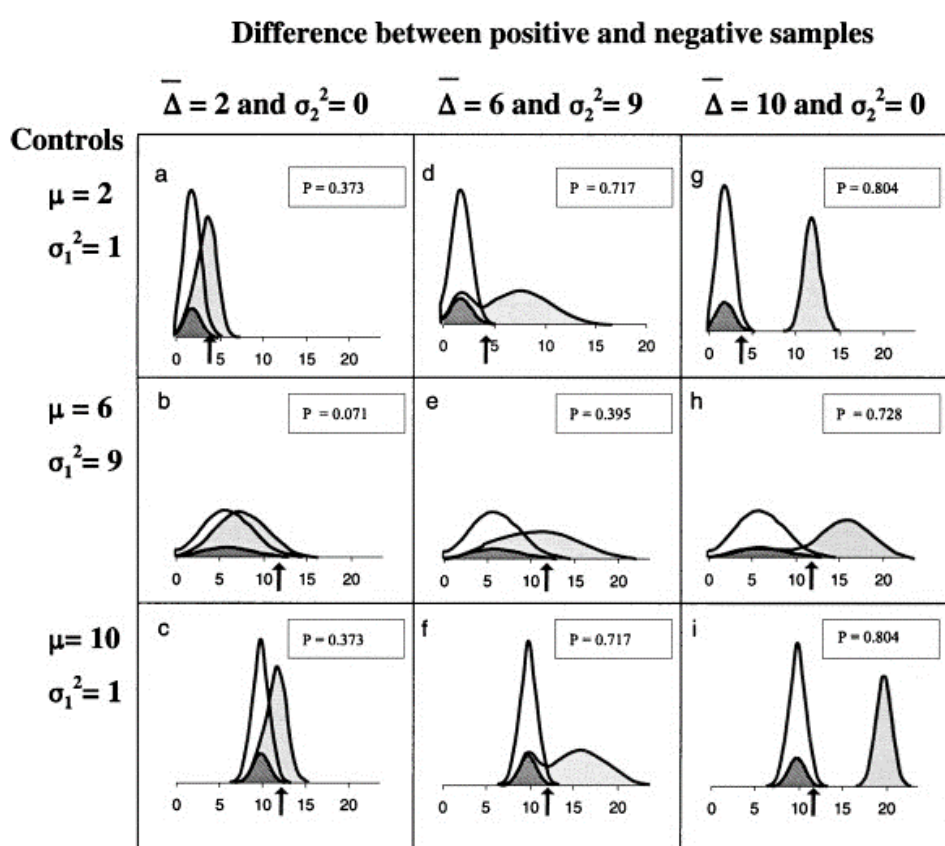 Difference between positive and negative samples
Δ̅ = 2 and σ₂² = 0
Δ̅ = 6 and σ₂² = 9
Δ̅ = 10 and σ₂² = 0
Controls
μ = 2
σ₁² = 1
a
P = 0.373
0 5 10 15 20
d
P = 0.717
0 5 10 15 20
g
P = 0.804
0 5 10 15 20
μ = 6
σ₁² = 9
b
P = 0.071
0 5 10 15 20
e
P = 0.395
0 5 10 15 20
h
P = 0.728
0 5 10 15 20
μ= 10
σ₁² = 1
c
P = 0.373
0 5 10 15 20
f
P = 0.717
0 5 10 15 20
i
P = 0.804
0 5 10 15 20